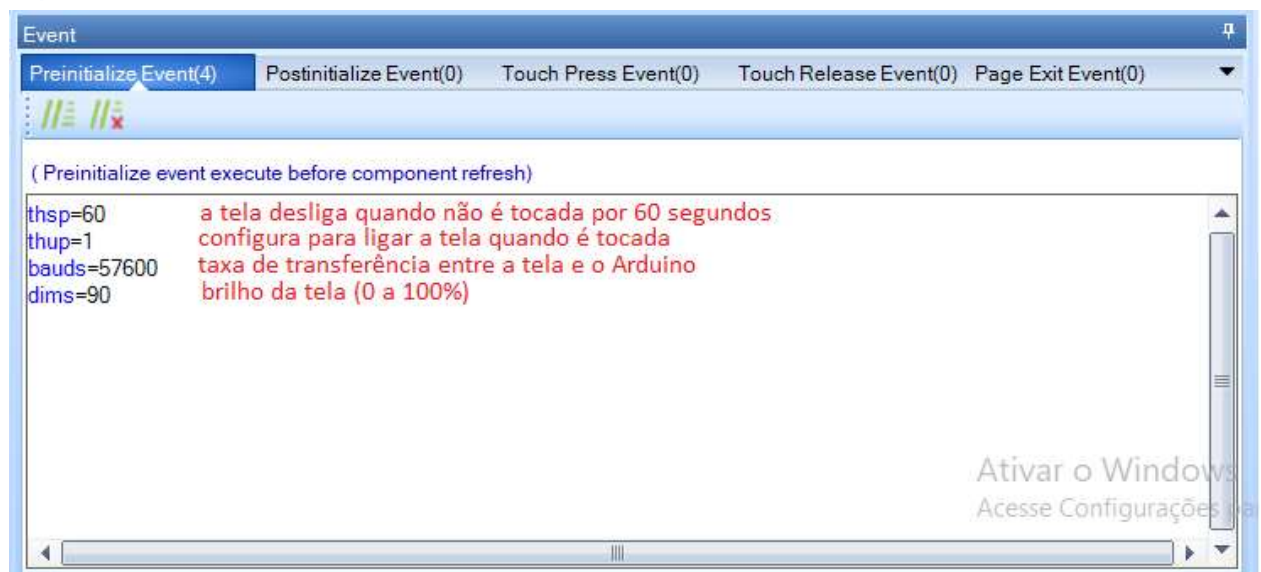 Event
Preinitialize Event(4) Postinitialize Event(0) Touch Press Event(0) Touch Release Event(0) Page Exit Event(0)
( Preinitialize event execute before component refresh)
thsp=60 a tela desliga quando não é tocada por 60 segundos
thup=1 configura para ligar a tela quando é tocada
bauds=57600 taxa de transferência entre a tela e o Arduino
dims=90 brilho da tela (0 a 100%)
Ativar o Windows
Acesse Configurações pa